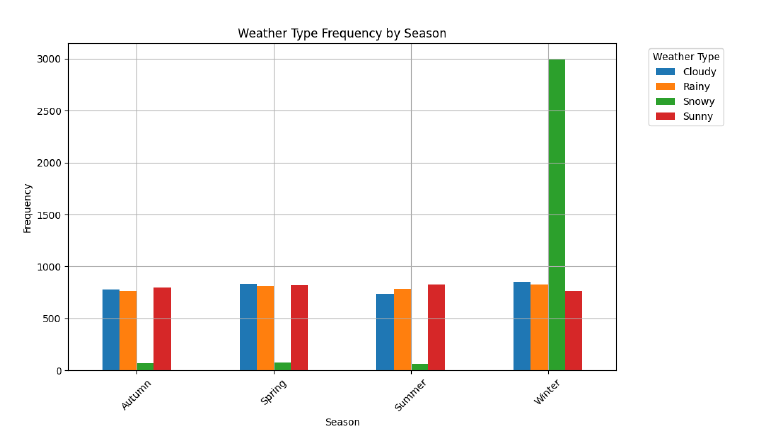 Weather Type Frequency by Season
Weather Type
Cloudy
Rainy
Snowy
Sunny
Frequency
3000
2500
2000
1500
1000
500
0
Autumn
Spring
Summer
Winter
Season